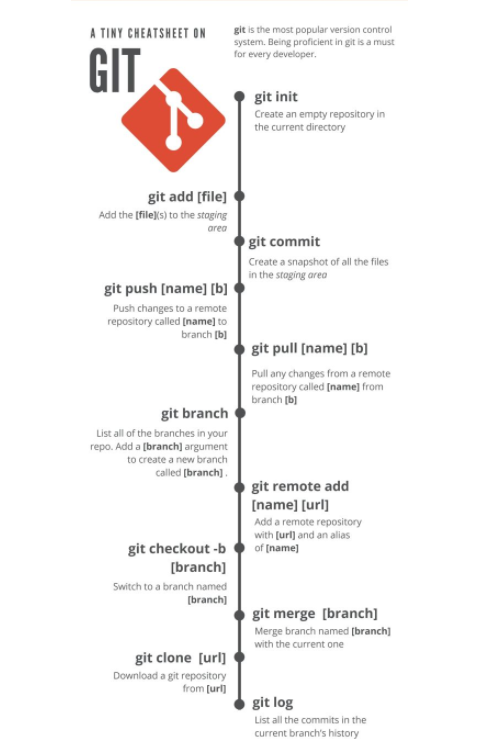 A TINY CHEATSHEET ON
GIT
git is the most popular version control
system. Being proficient in git is a must
for every developer.
git init
Create an empty repository in
the current directory
git add [file]
Add the [file](s) to the staging
area
git commit
Create a snapshot of all the files
in the staging area
git push [name] [b]
Push changes to a remote
repository called [name] to
branch [b]
git pull [name] [b]
Pull any changes from a remote
repository called [name] from
branch [b]
git branch
List all of the branches in your
repo. Add a [branch] argument
to create a new branch
called [branch] .
git remote add
[name] [url]
Add a remote repository
with [url] and an alias
of [name]
git checkout -b
[branch]
Switch to a branch named
[branch]
git merge [branch]
Merge branch named [branch]
with the current one
git clone [url]
Download a git repository
from [url]
git log
List all the commits in the
current branch's history